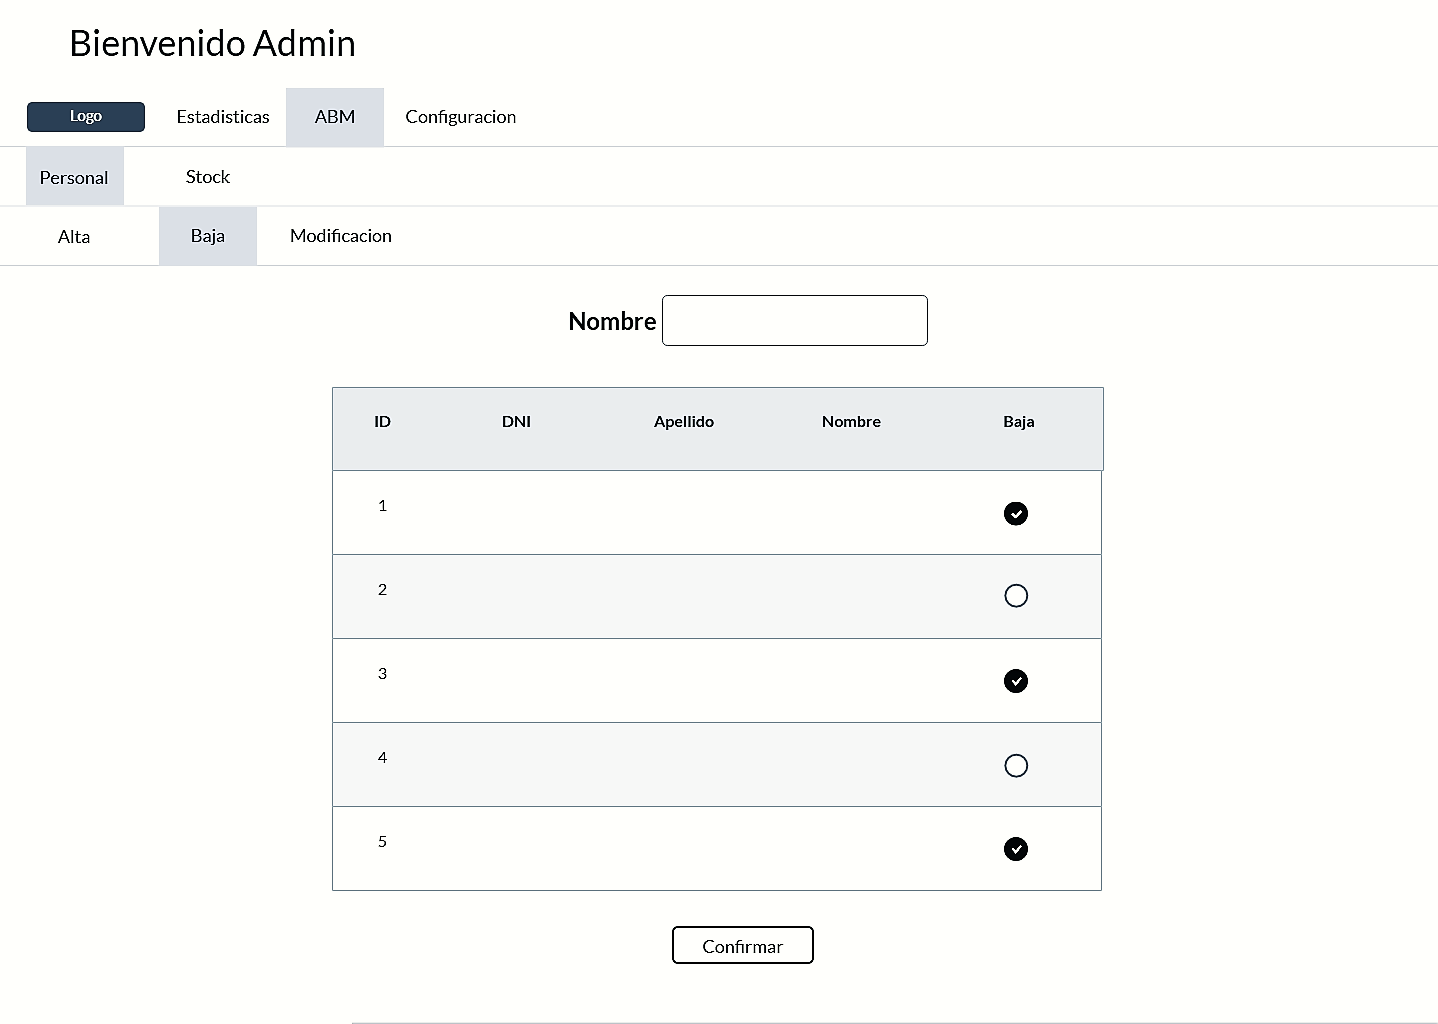 Bienvenido Admin
Logo Estadisticas ABM Configuracion
Personal Stock
Alta Baja Modificacion
Nombre
ID DNI Apellido Nombre Baja
1
2
3
4
5
Confirmar